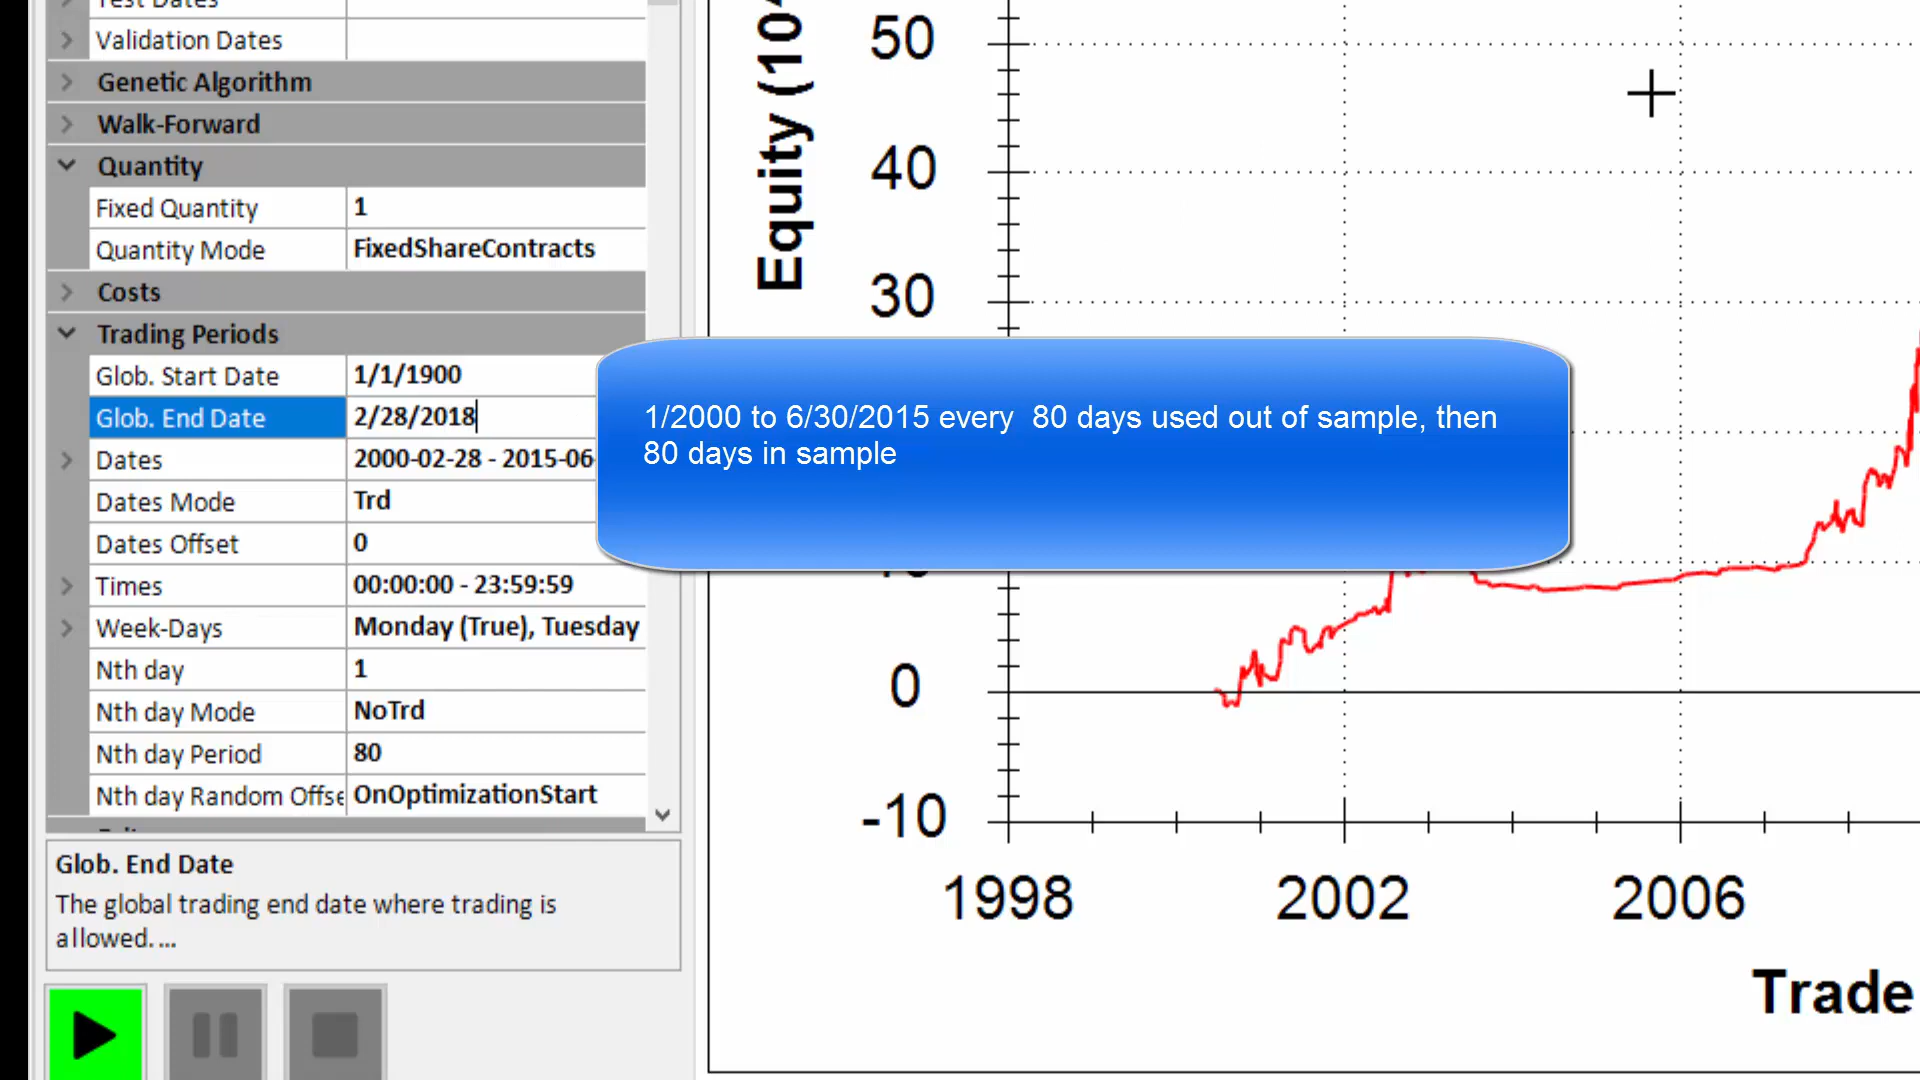 Test Dates
Validation Dates
Genetic Algorithm
Walk-Forward
Quantity
Fixed Quantity 1
Quantity Mode FixedShareContracts
Costs
Trading Periods
Glob. Start Date 1/1/1900
Glob. End Date 2/28/2018
Dates 2000-02-28 - 2015-06-
Dates Mode Trd
Dates Offset 0
Times 00:00:00 - 23:59:59
Week-Days Monday (True), Tuesday
Nth day 1
Nth day Mode NoTrd
Nth day Period 80
Nth day Random Offse OnOptimizationStart
Glob. End Date
The global trading end date where trading is
allowed. ...
Equity (10^
50
40
30
1/2000 to 6/30/2015 every  80 days used out of sample, then
80 days in sample
0
-10
1998 2002 2006
Trade